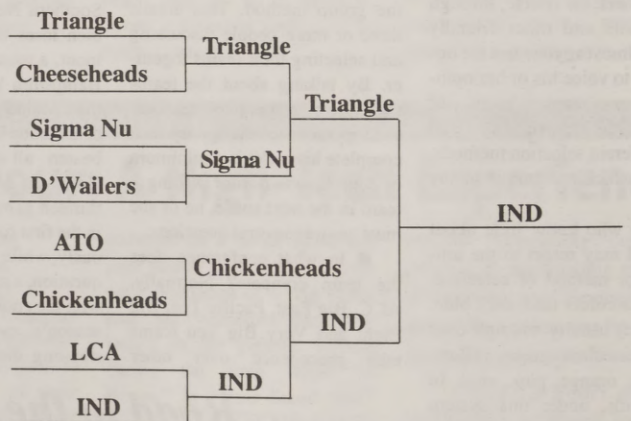 Triangle
Triangle
Cheeseheads
Triangle
Sigma Nu
Sigma Nu
D'Wailers
IND
ATO
Chickenheads
Chickenheads
IND
LCA
IND
IND